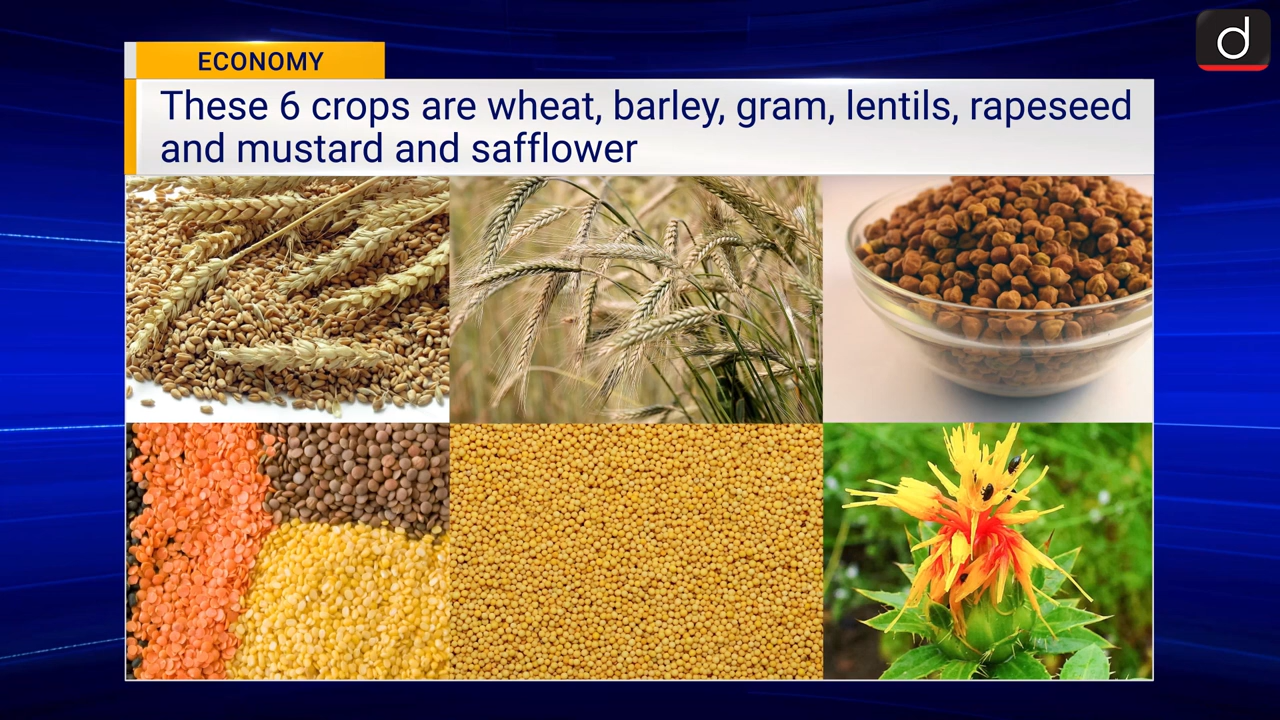 d
ECONOMY
These 6 crops are wheat, barley, gram, lentils, rapeseed
and mustard and safflower